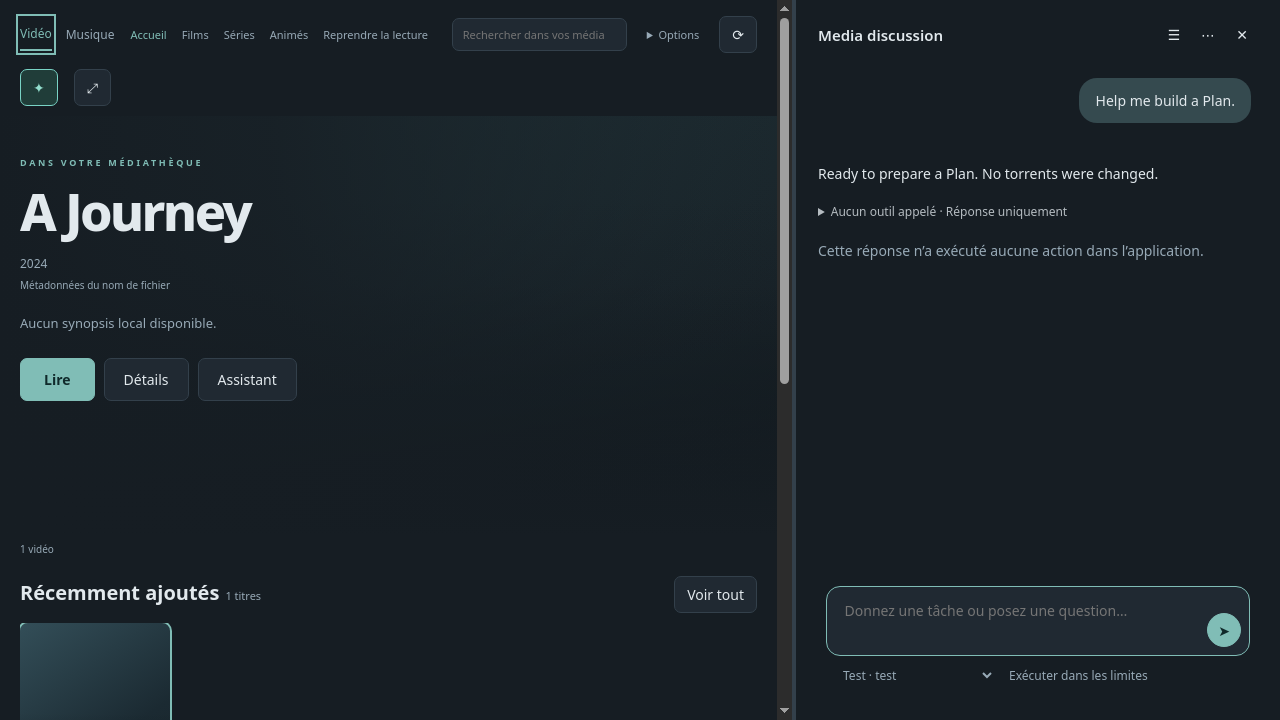 Vidéo Musique Accueil Films Séries Animés Reprendre la lecture Rechercher dans vos média ▶ Options ⟳
✦ ⤢
DANS VOTRE MÉDIATHÈQUE
A Journey
2024
Métadonnées du nom de fichier
Aucun synopsis local disponible.
Lire Détails Assistant
1 vidéo
Récemment ajoutés 1 titres Voir tout
Media discussion ☰ ⋯ ✕
Help me build a Plan.
Ready to prepare a Plan. No torrents were changed.
▶ Aucun outil appelé · Réponse uniquement
Cette réponse n’a exécuté aucune action dans l’application.
Donnez une tâche ou posez une question…
➤
Test · test Exécuter dans les limites